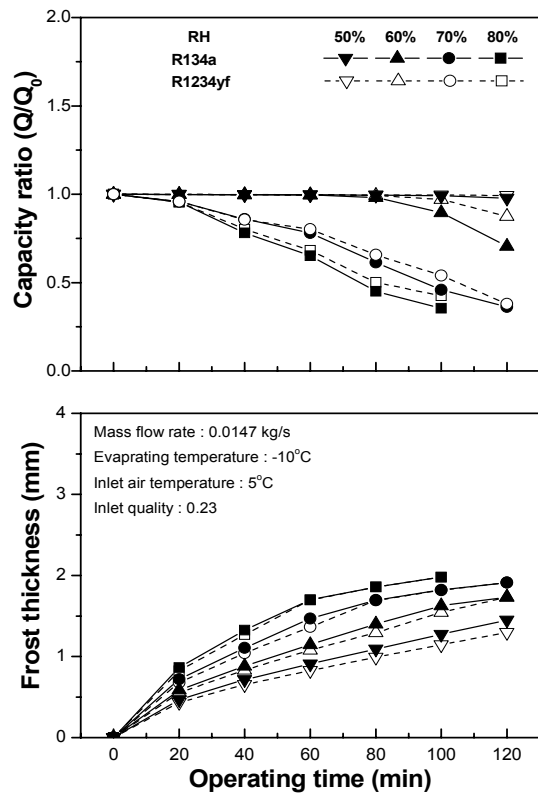 RH 50% 60% 70% 80%
R134a
R1234yf
Capacity ratio (Q/Q0)
2.0
1.5
1.0
0.5
0.0
Mass flow rate : 0.0147 kg/s
Evaprating temperature : -10°C
Inlet air temperature : 5°C
Inlet quality : 0.23
Frost thickness (mm)
4
3
2
1
0
0 20 40 60 80 100 120
Operating time (min)